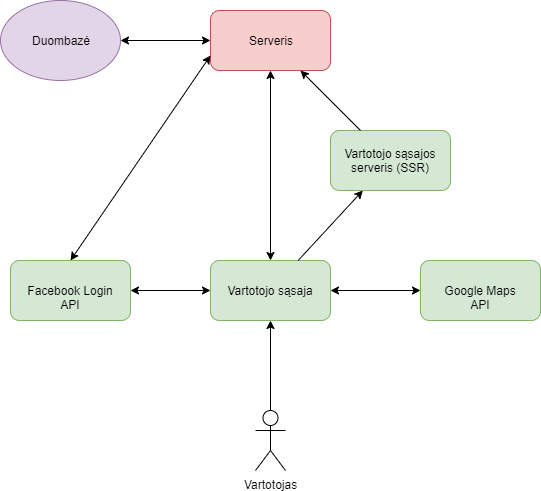 Duombazė
Serveris
Vartotojo sąsajos
serveris (SSR)
Facebook Login
API
Vartotojo sąsaja
Google Maps
API
Vartotojas